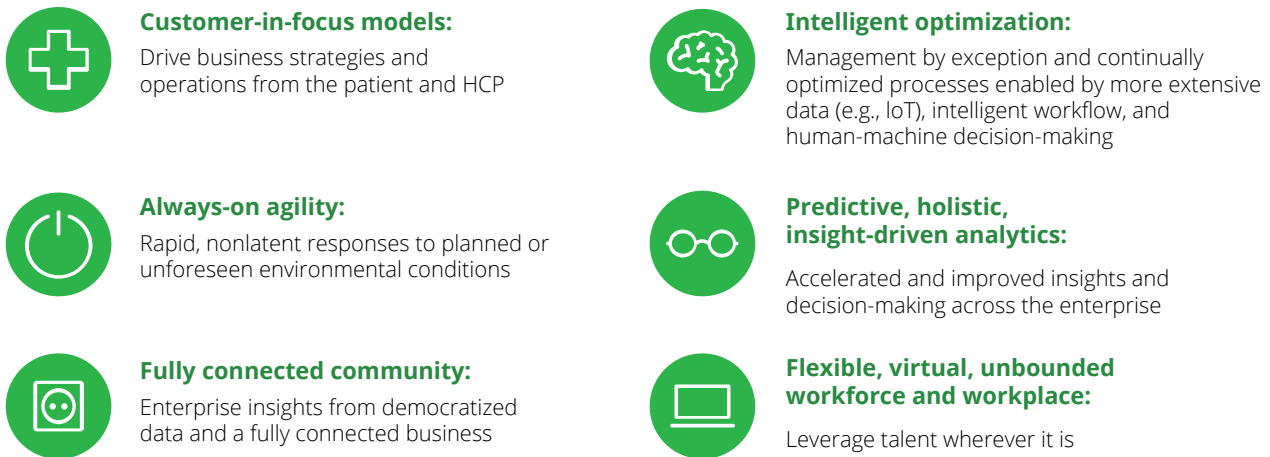 Customer-in-focus models:
Drive business strategies and
operations from the patient and HCP
Always-on agility:
Rapid, nonlatent responses to planned or
unforeseen environmental conditions
Fully connected community:
Enterprise insights from democratized
data and a fully connected business
Intelligent optimization:
Management by exception and continually
optimized processes enabled by more extensive
data (e.g., IoT), intelligent workflow, and
human-machine decision-making
Predictive, holistic,
insight-driven analytics:
Accelerated and improved insights and
decision-making across the enterprise
Flexible, virtual, unbounded
workforce and workplace:
Leverage talent wherever it is